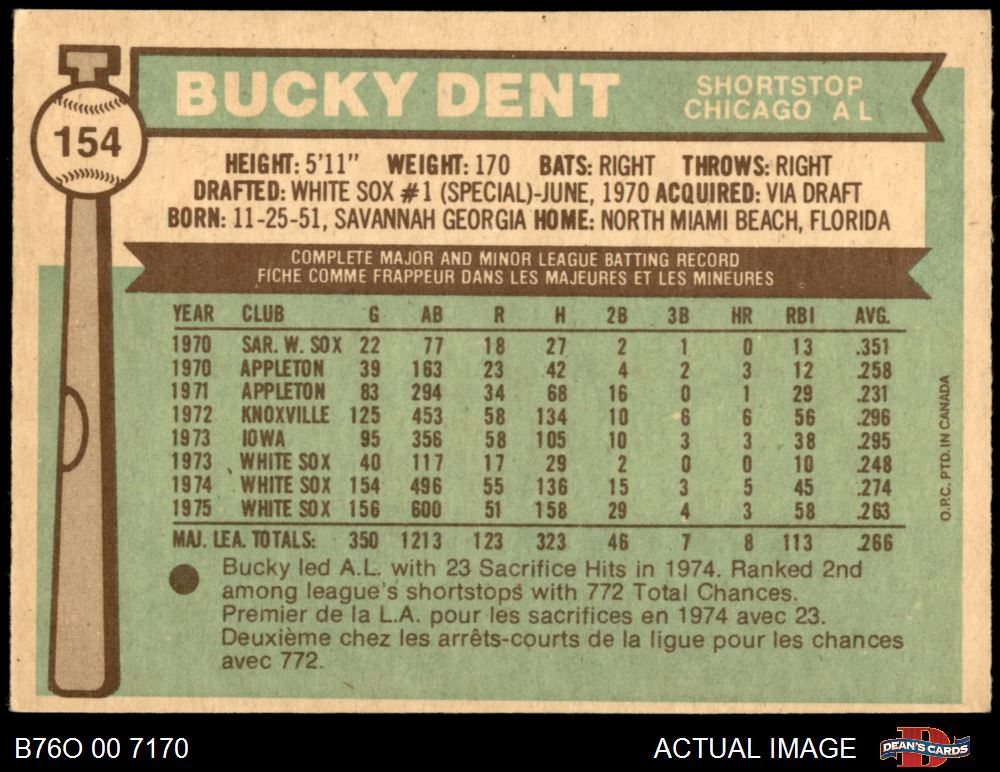 BUCKY DENT
SHORTSTOP
CHICAGO A L
154
HEIGHT: 5'11" WEIGHT: 170 BATS: RIGHT THROWS: RIGHT
DRAFTED: WHITE SOX #1 (SPECIAL)-JUNE, 1970 ACQUIRED: VIA DRAFT
BORN: 11-25-51, SAVANNAH GEORGIA HOME: NORTH MIAMI BEACH, FLORIDA
COMPLETE MAJOR AND MINOR LEAGUE BATTING RECORD
FICHE COMME FRAPPEUR DANS LES MAJEURES ET LES MINEURES
YEAR CLUB G AB R H 2B 3B HR RBI AVG.
1970 SAR. W. SOX 22 77 18 27 2 1 0 13 .351
1970 APPLETON 39 163 23 42 4 2 3 12 .258
1971 APPLETON 83 294 34 68 16 0 1 29 .231
1972 KNOXVILLE 125 453 58 134 10 6 6 56 .296
1973 IOWA 95 356 58 105 10 3 3 38 .295
1973 WHITE SOX 40 117 17 29 2 0 0 10 .248
1974 WHITE SOX 154 496 55 136 15 3 5 45 .274
1975 WHITE SOX 156 600 51 158 29 4 3 58 .263
MAJ. LEA. TOTALS: 350 1213 123 323 46 7 8 113 .266
Bucky led A.L. with 23 Sacrifice Hits in 1974. Ranked 2nd
among league's shortstops with 772 Total Chances.
Premier de la L.A. pour les sacrifices en 1974 avec 23.
Deuxième chez les arrêts-courts de la ligue pour les chances
avec 772.
O.P.C. PTD. IN CANADA
B76O 00 7170
ACTUAL IMAGE
DEAN'S CARDS